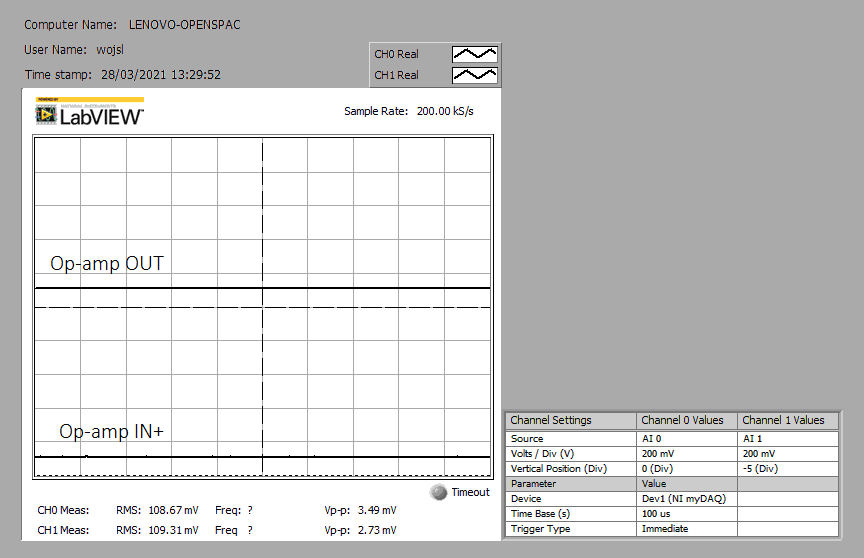 Computer Name: LENOVO-OPENSPAC
User Name: wojsl
Time stamp: 28/03/2021 13:29:52
CH0 Real
CH1 Real
LabVIEW
Sample Rate: 200.00 kS/s
Op-amp OUT
Op-amp IN+
Timeout
CH0 Meas: RMS: 108.67 mV Freq: ? Vp-p: 3.49 mV
CH1 Meas: RMS: 109.31 mV Freq ? Vp-p: 2.73 mV
Channel Settings Channel 0 Values Channel 1 Values
Source AI 0 AI 1
Volts / Div (V) 200 mV 200 mV
Vertical Position (Div) 0 (Div) -5 (Div)
Parameter Value
Device Dev1 (NI myDAQ)
Time Base (s) 100 us
Trigger Type Immediate